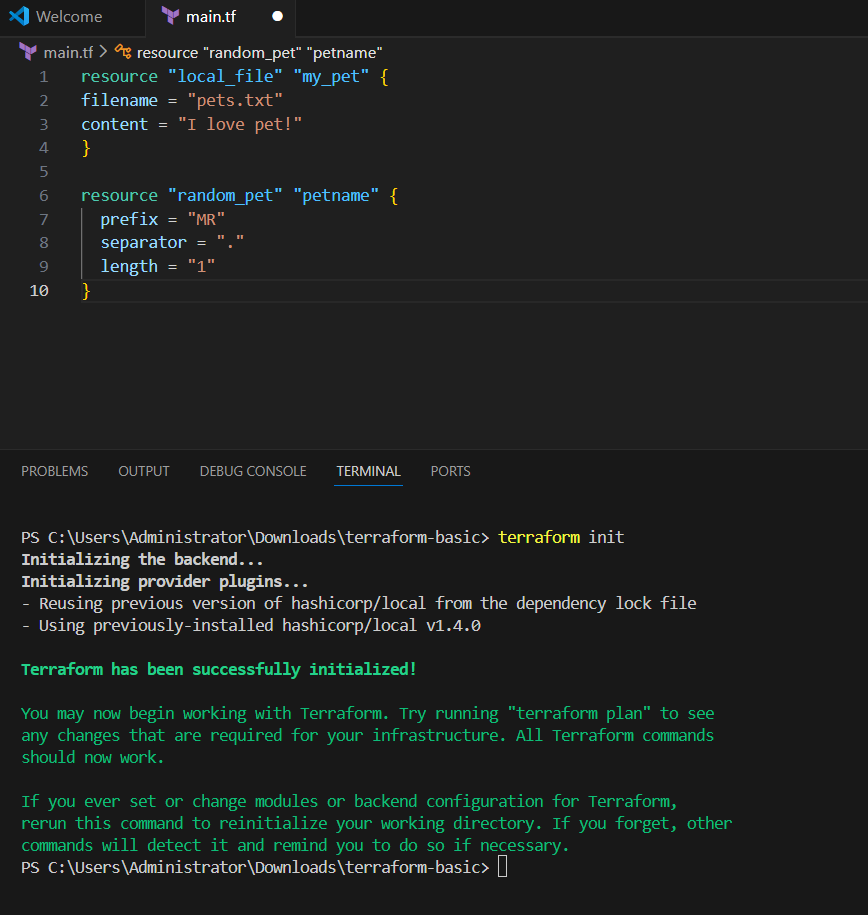 Welcome
main.tf
main.tf > resource "random_pet" "petname"
1 resource "local_file" "my_pet" {
2 filename = "pets.txt"
3 content = "I love pet!"
4 }
5
6 resource "random_pet" "petname" {
7 prefix = "MR"
8 separator = "."
9 length = "1"
10 }
PROBLEMS OUTPUT DEBUG CONSOLE TERMINAL PORTS
PS C:\Users\Administrator\Downloads\terraform-basic> terraform init
Initializing the backend...
Initializing provider plugins...
- Reusing previous version of hashicorp/local from the dependency lock file
- Using previously-installed hashicorp/local v1.4.0
Terraform has been successfully initialized!
You may now begin working with Terraform. Try running "terraform plan" to see
any changes that are required for your infrastructure. All Terraform commands
should now work.
If you ever set or change modules or backend configuration for Terraform,
rerun this command to reinitialize your working directory. If you forget, other
commands will detect it and remind you to do so if necessary.
PS C:\Users\Administrator\Downloads\terraform-basic>